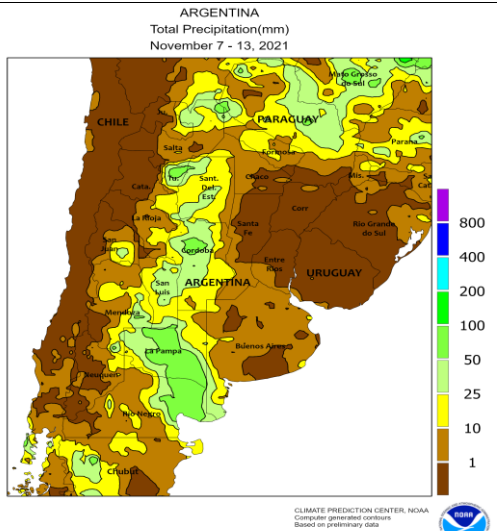 ARGENTINA
Total Precipitation(mm)
November 7 - 13, 2021
Mato Grosso
do Sul
CHILE
PARAGUAY
Parana
Salta
Formosa
Tu.
Sant.
Del.
Est.
Chaco
Mis.
Sa
Cat
Cata.
Corr
La Rioja
Santa
Fe
Rio Grande
do Sul
San
Juan
Cordoba
Entre
Rios
URUGUAY
San
Luis
ARGENTINA
Mendoza
La Pampa
Buenos Aires
Neuquen
Rio Negro
Chubut
800
400
200
100
50
25
10
1
CLIMATE PREDICTION CENTER, NOAA
Computer generated contours
Based on preliminary data
NOAA